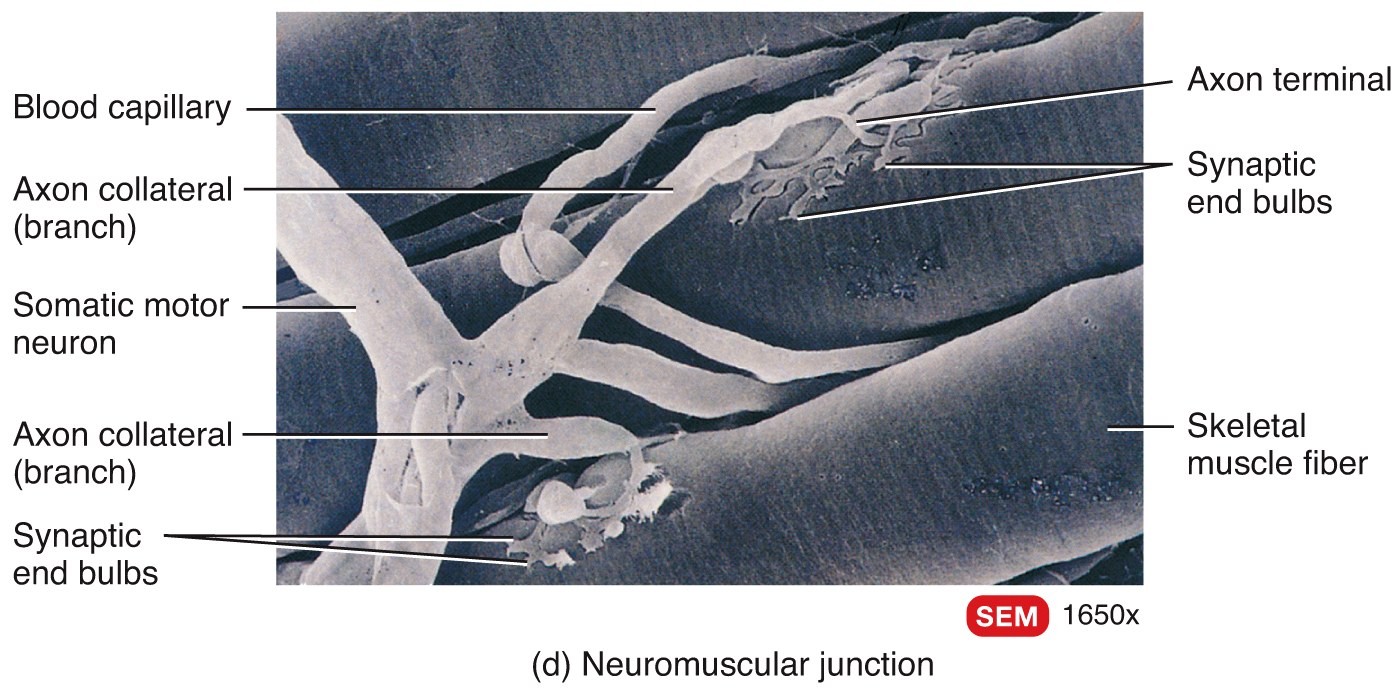 Blood capillary
Axon collateral
(branch)
Somatic motor
neuron
Axon collateral
(branch)
Synaptic
end bulbs
Axon terminal
Synaptic
end bulbs
Skeletal
muscle fiber
SEM 1650x
(d) Neuromuscular junction